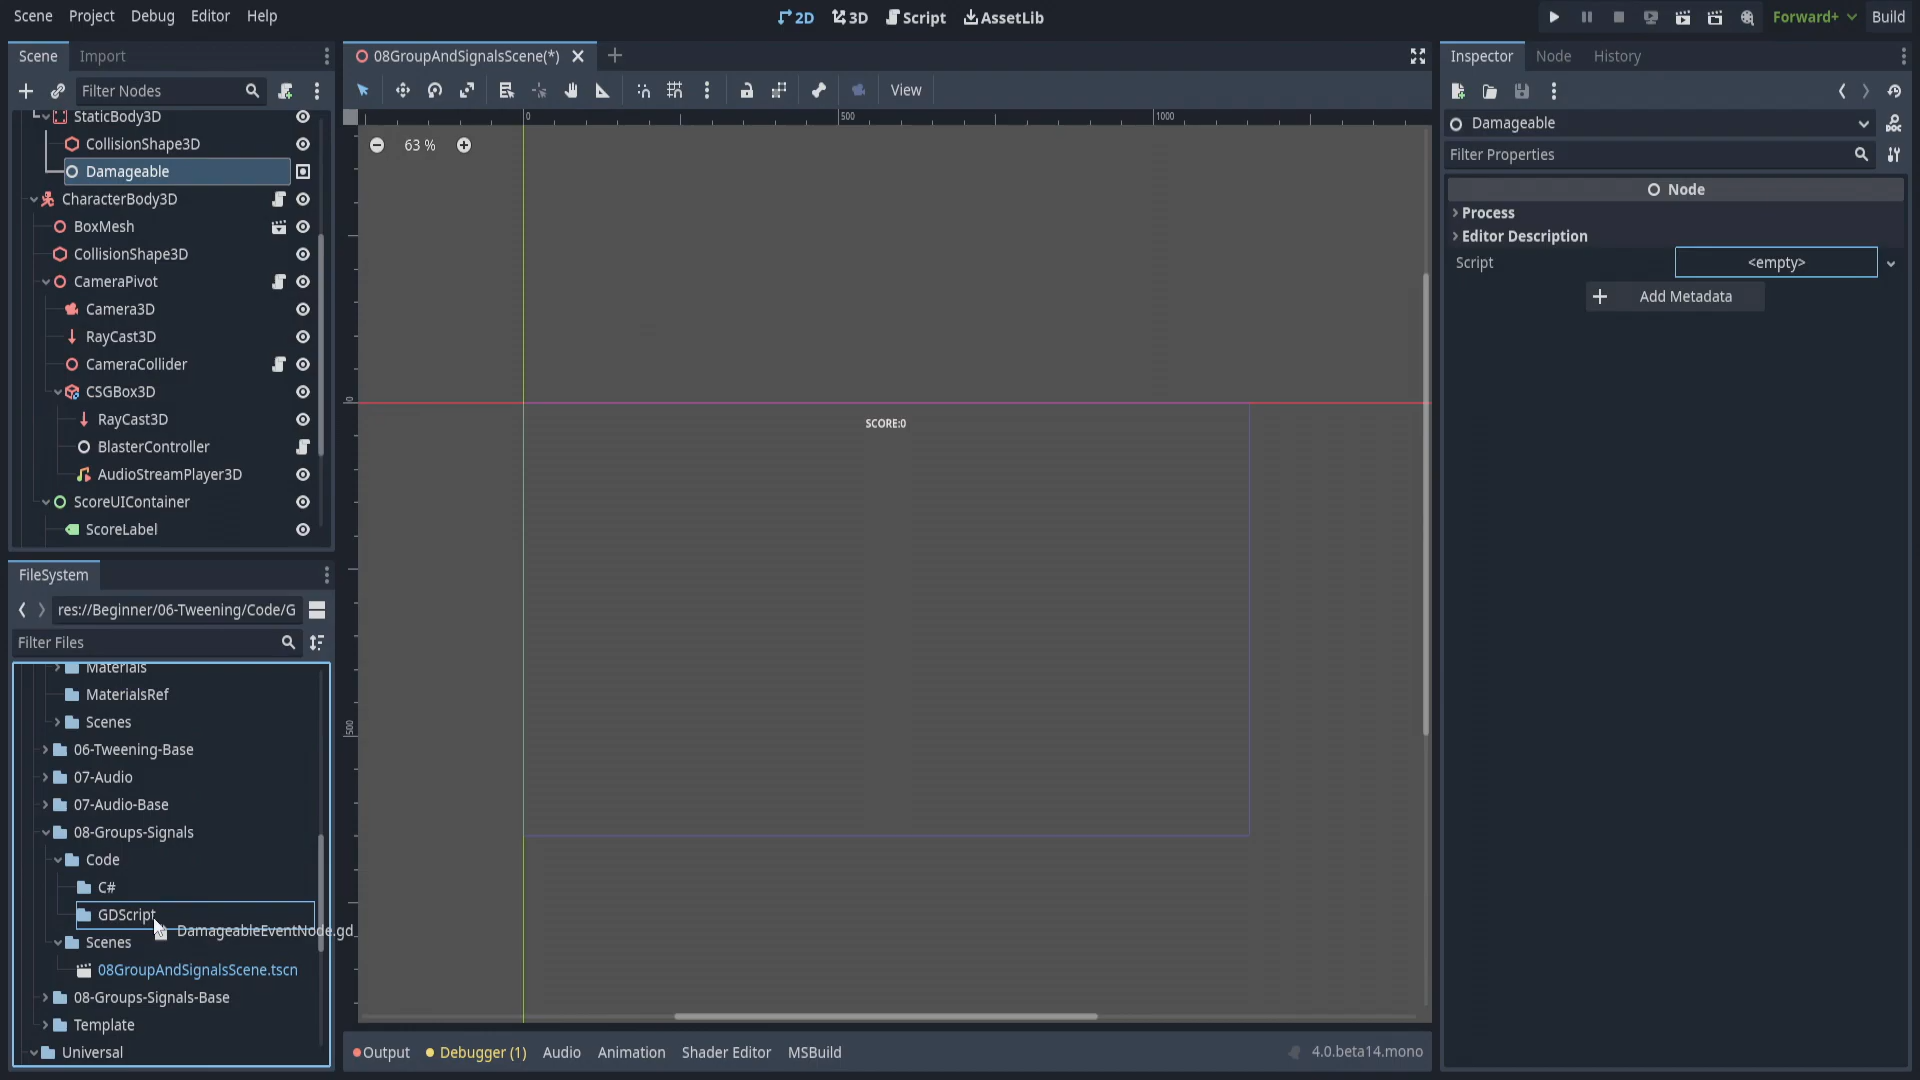 Scene Project Debug Editor Help
2D 3D Script AssetLib
Forward+ Build
Scene Import
Filter Nodes
StaticBody3D
CollisionShape3D
Damageable
CharacterBody3D
BoxMesh
CollisionShape3D
CameraPivot
Camera3D
RayCast3D
CameraCollider
CSGBox3D
RayCast3D
BlasterController
AudioStreamPlayer3D
ScoreUIContainer
ScoreLabel
FileSystem
res://Beginner/06-Tweening/Code/G
Filter Files
Materials
MaterialsRef
Scenes
06-Tweening-Base
07-Audio
07-Audio-Base
08-Groups-Signals
Code
C#
GDScript
DamageableEventNode.gd
Scenes
08GroupAndSignalsScene.tscn
08-Groups-Signals-Base
Template
Universal
08GroupAndSignalsScene(*)
View
0 500 1000
63 %
0
SCORE:0
500
Output Debugger (1) Audio Animation Shader Editor MSBuild 4.0.beta14.mono
Inspector Node History
Damageable
Filter Properties
Node
Process
Editor Description
Script <empty>
Add Metadata